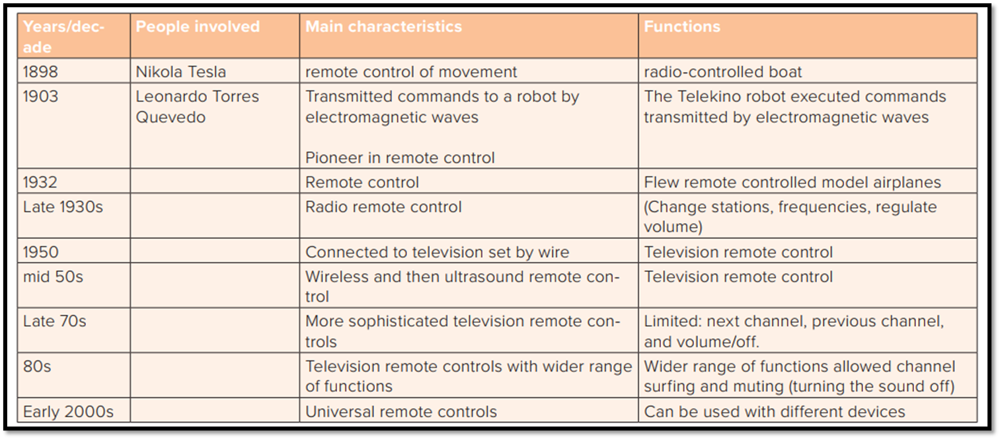 Years/dec-
ade
People involved
Main characteristics
Functions
1898
Nikola Tesla
remote control of movement
radio-controlled boat
1903
Leonardo Torres
Quevedo
Transmitted commands to a robot by
electromagnetic waves
Pioneer in remote control
The Telekino robot executed commands
transmitted by electromagnetic waves
1932
Remote control
Flew remote controlled model airplanes
Late 1930s
Radio remote control
(Change stations, frequencies, regulate
volume)
1950
Connected to television set by wire
Television remote control
mid 50s
Wireless and then ultrasound remote con-
trol
Television remote control
Late 70s
More sophisticated television remote con-
trols
Limited: next channel, previous channel,
and volume/off.
80s
Television remote controls with wider range
of functions
Wider range of functions allowed channel
surfing and muting (turning the sound off)
Early 2000s
Universal remote controls
Can be used with different devices